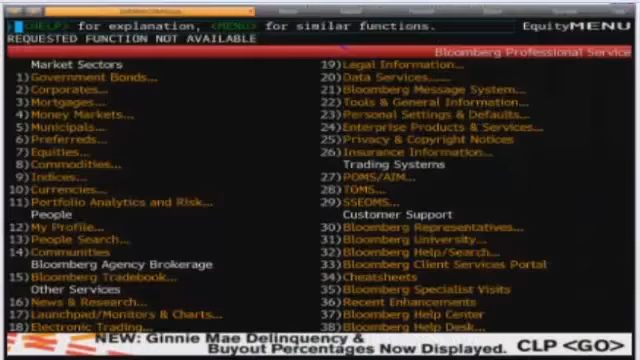 <HELP> for explanation, <MENU> for similar functions.
EquityMENU
REQUESTED FUNCTION NOT AVAILABLE
Bloomberg Professional Service
Market Sectors
1)Government Bonds...
2)Corporates...
3)Mortgages...
4)Money Markets...
5)Municipals...
6)Preferreds...
7)Equities...
8)Commodities...
9)Indices...
10)Currencies...
11)Portfolio Analytics and Risk...
People
12)My Profile...
13)People Search...
14)Communities
Bloomberg Agency Brokerage
15)Bloomberg Tradebook...
Other Services
16)News & Research...
17)Launchpad/Monitors & Charts...
18)Electronic Trading...
19)Legal Information...
20)Data Services...
21)Bloomberg Message System...
22)Tools & General Information...
23)Personal Settings & Defaults...
24)Enterprise Products & Services...
25)Privacy & Copyright Notices
26)Insurance Information...
Trading Systems
27)POMS/AIM...
28)TOMS...
29)SSEOMS...
Customer Support
30)Bloomberg Representatives...
31)Bloomberg University...
32)Bloomberg Help/Search...
33)Bloomberg Client Services Portal
34)Cheatsheets
35)Bloomberg Specialist Visits
36)Recent Enhancements
37)Bloomberg Help Center
38)Bloomberg Help Desk...
NEW: Ginnie Mae Delinquency &
Buyout Percentages Now Displayed.
CLP <GO>